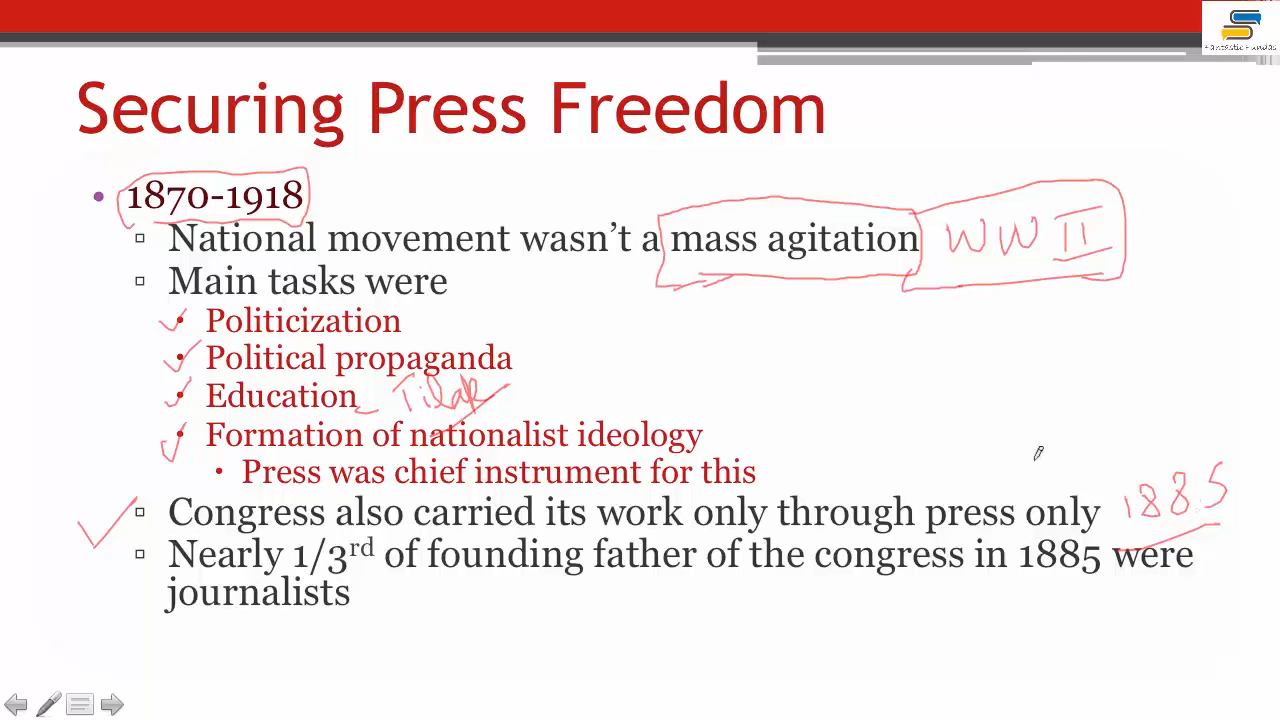 Fantastic Fundas
Securing Press Freedom
• 1870-1918
▫ National movement wasn't a mass agitation WW II
▫ Main tasks were
• Politicization
• Political propaganda
• Education - Tilak
• Formation of nationalist ideology
• Press was chief instrument for this
▫ Congress also carried its work only through press only 1885
▫ Nearly 1/3rd of founding father of the congress in 1885 were
journalists